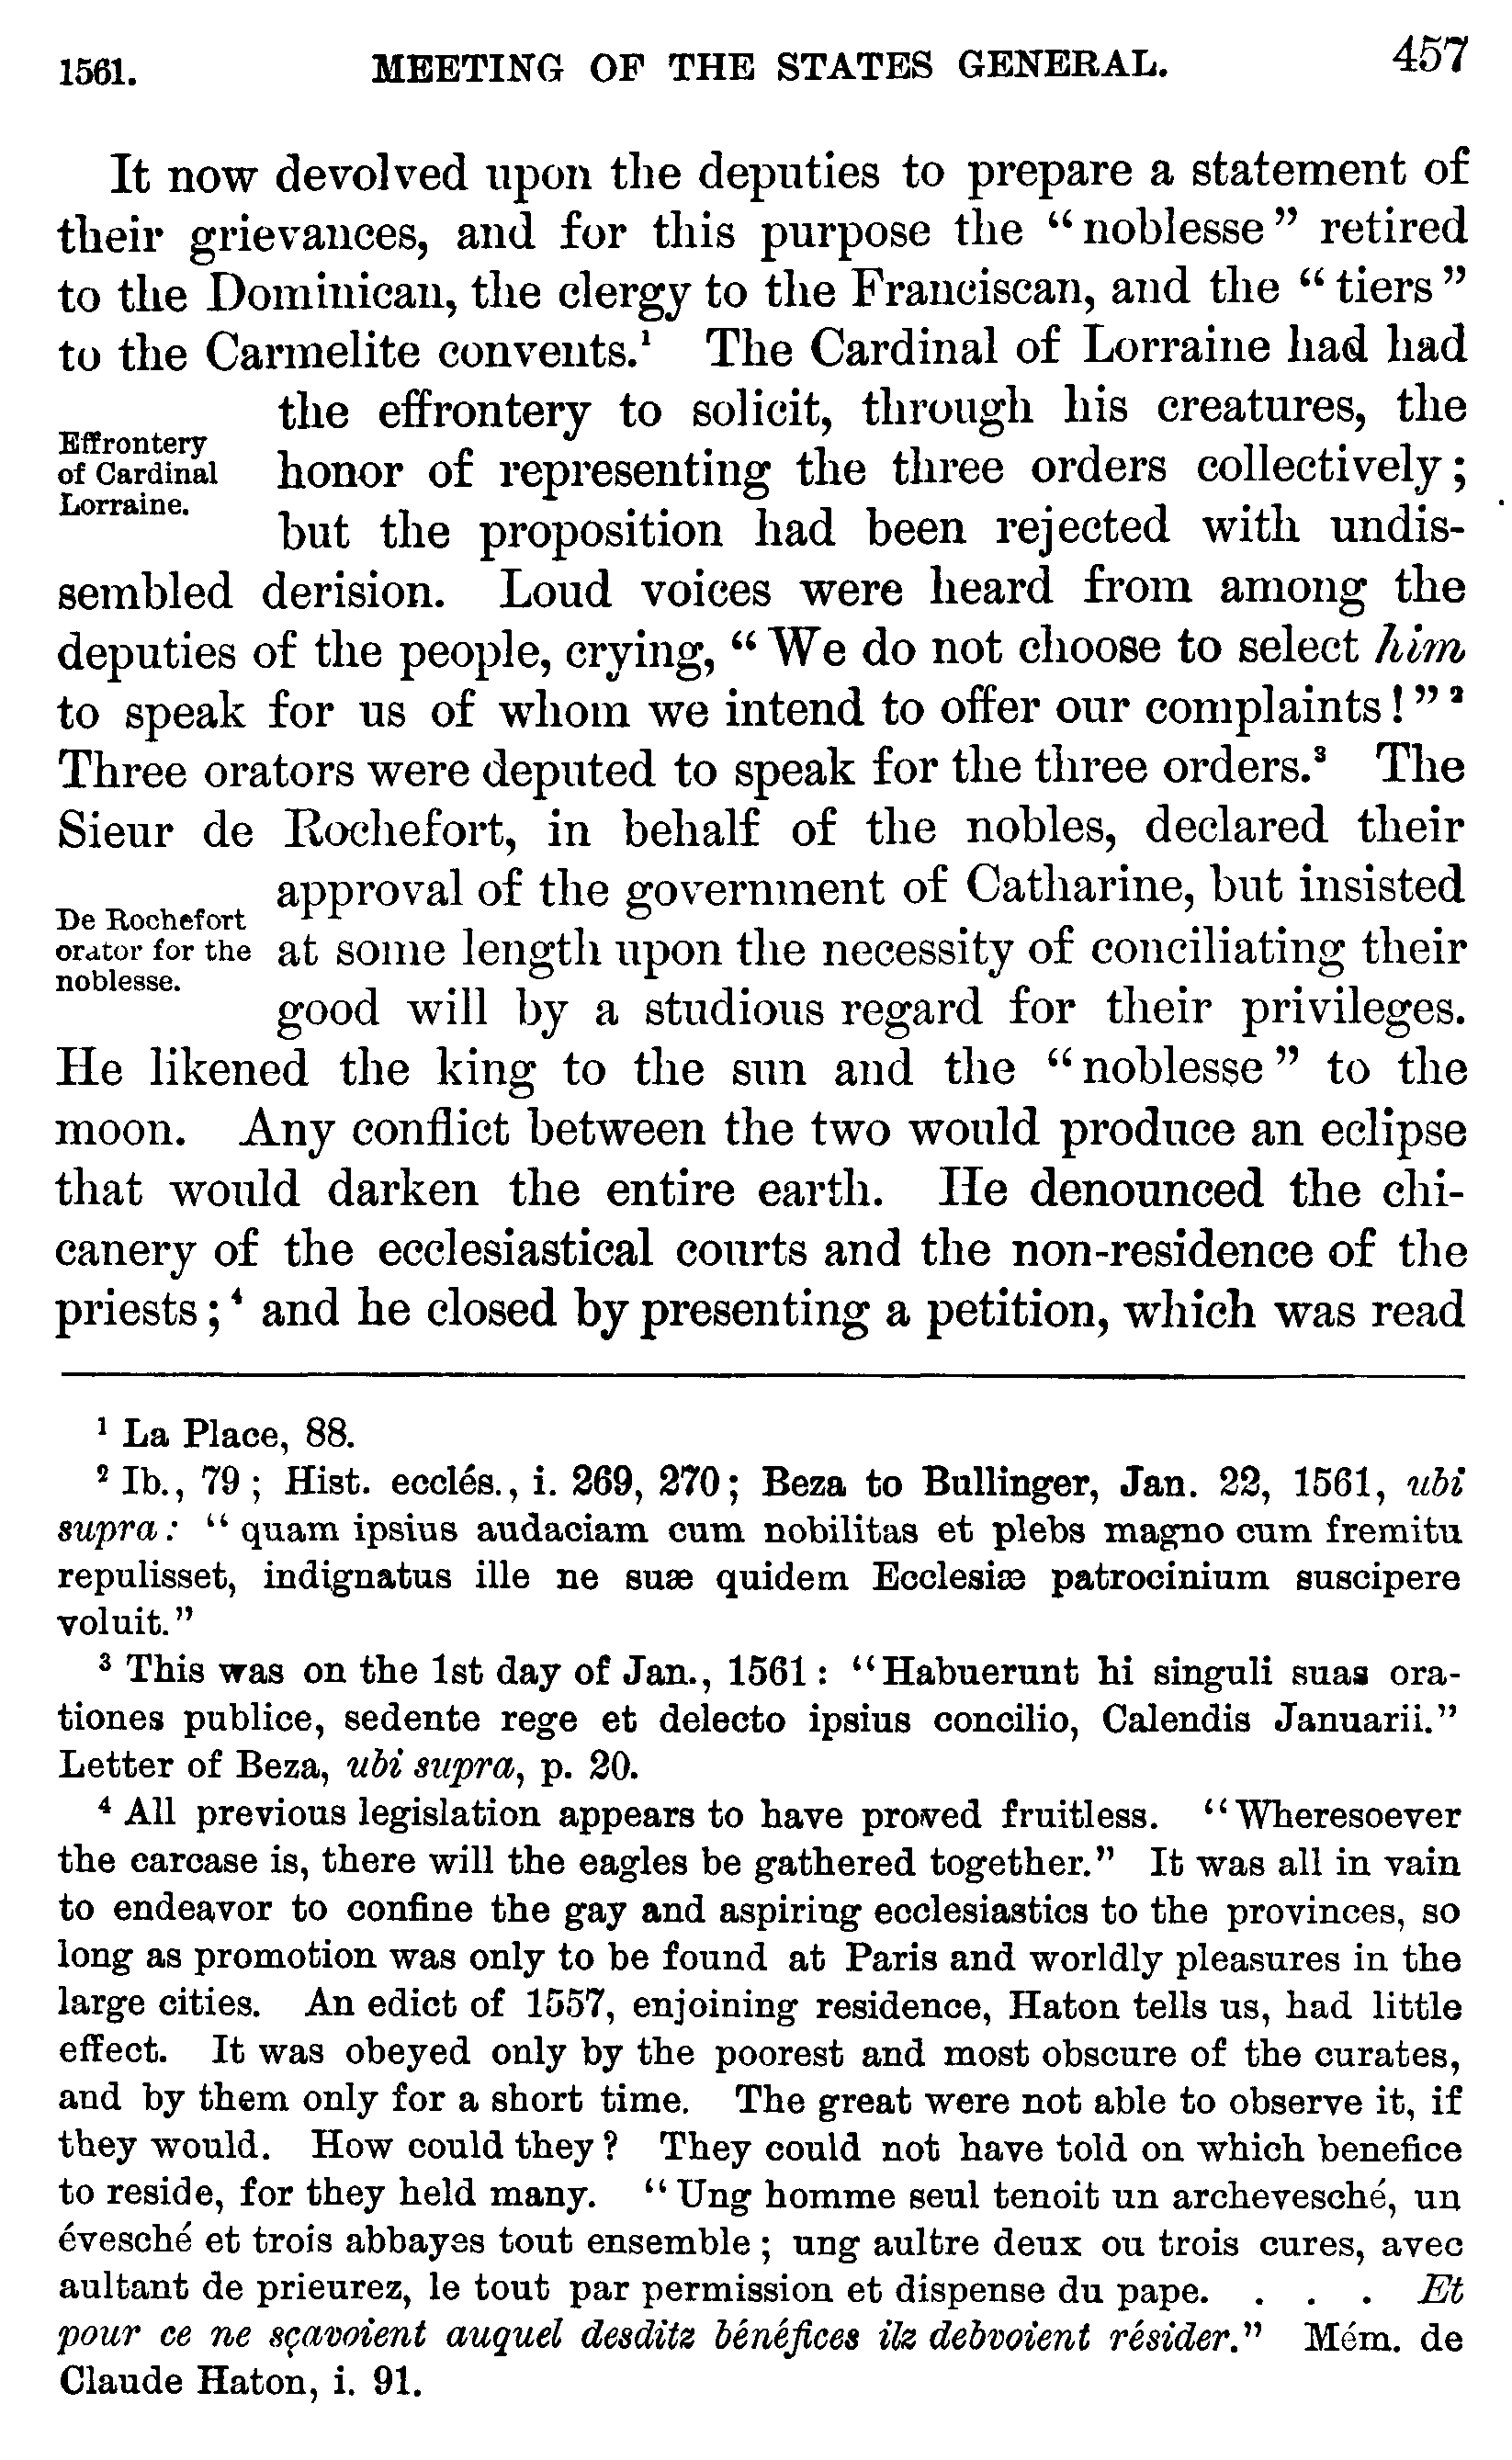 1561. MEETING OF THE STATES GENERAL. 457
It now devolved upon the deputies to prepare a statement of
their grievances, and for this purpose the “noblesse” retired
to the Dominican, the clergy to the Franciscan, and the “tiers”
to the Carmelite convents.¹ The Cardinal of Lorraine had had
the effrontery to solicit, through his creatures, the
Effrontery
of Cardinal
Lorraine.
honor of representing the three orders collectively;
but the proposition had been rejected with undis-
sembled derision. Loud voices were heard from among the
deputies of the people, crying, “We do not choose to select him
to speak for us of whom we intend to offer our complaints!”²
Three orators were deputed to speak for the three orders.³ The
Sieur de Rochefort, in behalf of the nobles, declared their
approval of the government of Catharine, but insisted
De Rochefort
orator for the
noblesse.
at some length upon the necessity of conciliating their
good will by a studious regard for their privileges.
He likened the king to the sun and the “noblesse” to the
moon. Any conflict between the two would produce an eclipse
that would darken the entire earth. He denounced the chi-
canery of the ecclesiastical courts and the non-residence of the
priests;⁴ and he closed by presenting a petition, which was read
¹ La Place, 88.
² Ib., 79; Hist. ecclés., i. 269, 270; Beza to Bullinger, Jan. 22, 1561, ubi
supra: “quam ipsius audaciam cum nobilitas et plebs magno cum fremitu
repulisset, indignatus ille ne suæ quidem Ecclesiæ patrocinium suscipere
voluit.”
³ This was on the 1st day of Jan., 1561: “Habuerunt hi singuli suas ora-
tiones publice, sedente rege et delecto ipsius concilio, Calendis Januarii.”
Letter of Beza, ubi supra, p. 20.
⁴ All previous legislation appears to have proved fruitless. “Wheresoever
the carcase is, there will the eagles be gathered together.” It was all in vain
to endeavor to confine the gay and aspiring ecclesiastics to the provinces, so
long as promotion was only to be found at Paris and worldly pleasures in the
large cities. An edict of 1557, enjoining residence, Haton tells us, had little
effect. It was obeyed only by the poorest and most obscure of the curates,
and by them only for a short time. The great were not able to observe it, if
they would. How could they? They could not have told on which benefice
to reside, for they held many. “Ung homme seul tenoit un archevesché, un
évesché et trois abbayes tout ensemble; ung aultre deux ou trois cures, avec
aultant de prieurez, le tout par permission et dispense du pape. . . . Et
pour ce ne sçavoient auquel desditz bénéfices ilz debvoient résider.” Mém. de
Claude Haton, i. 91.